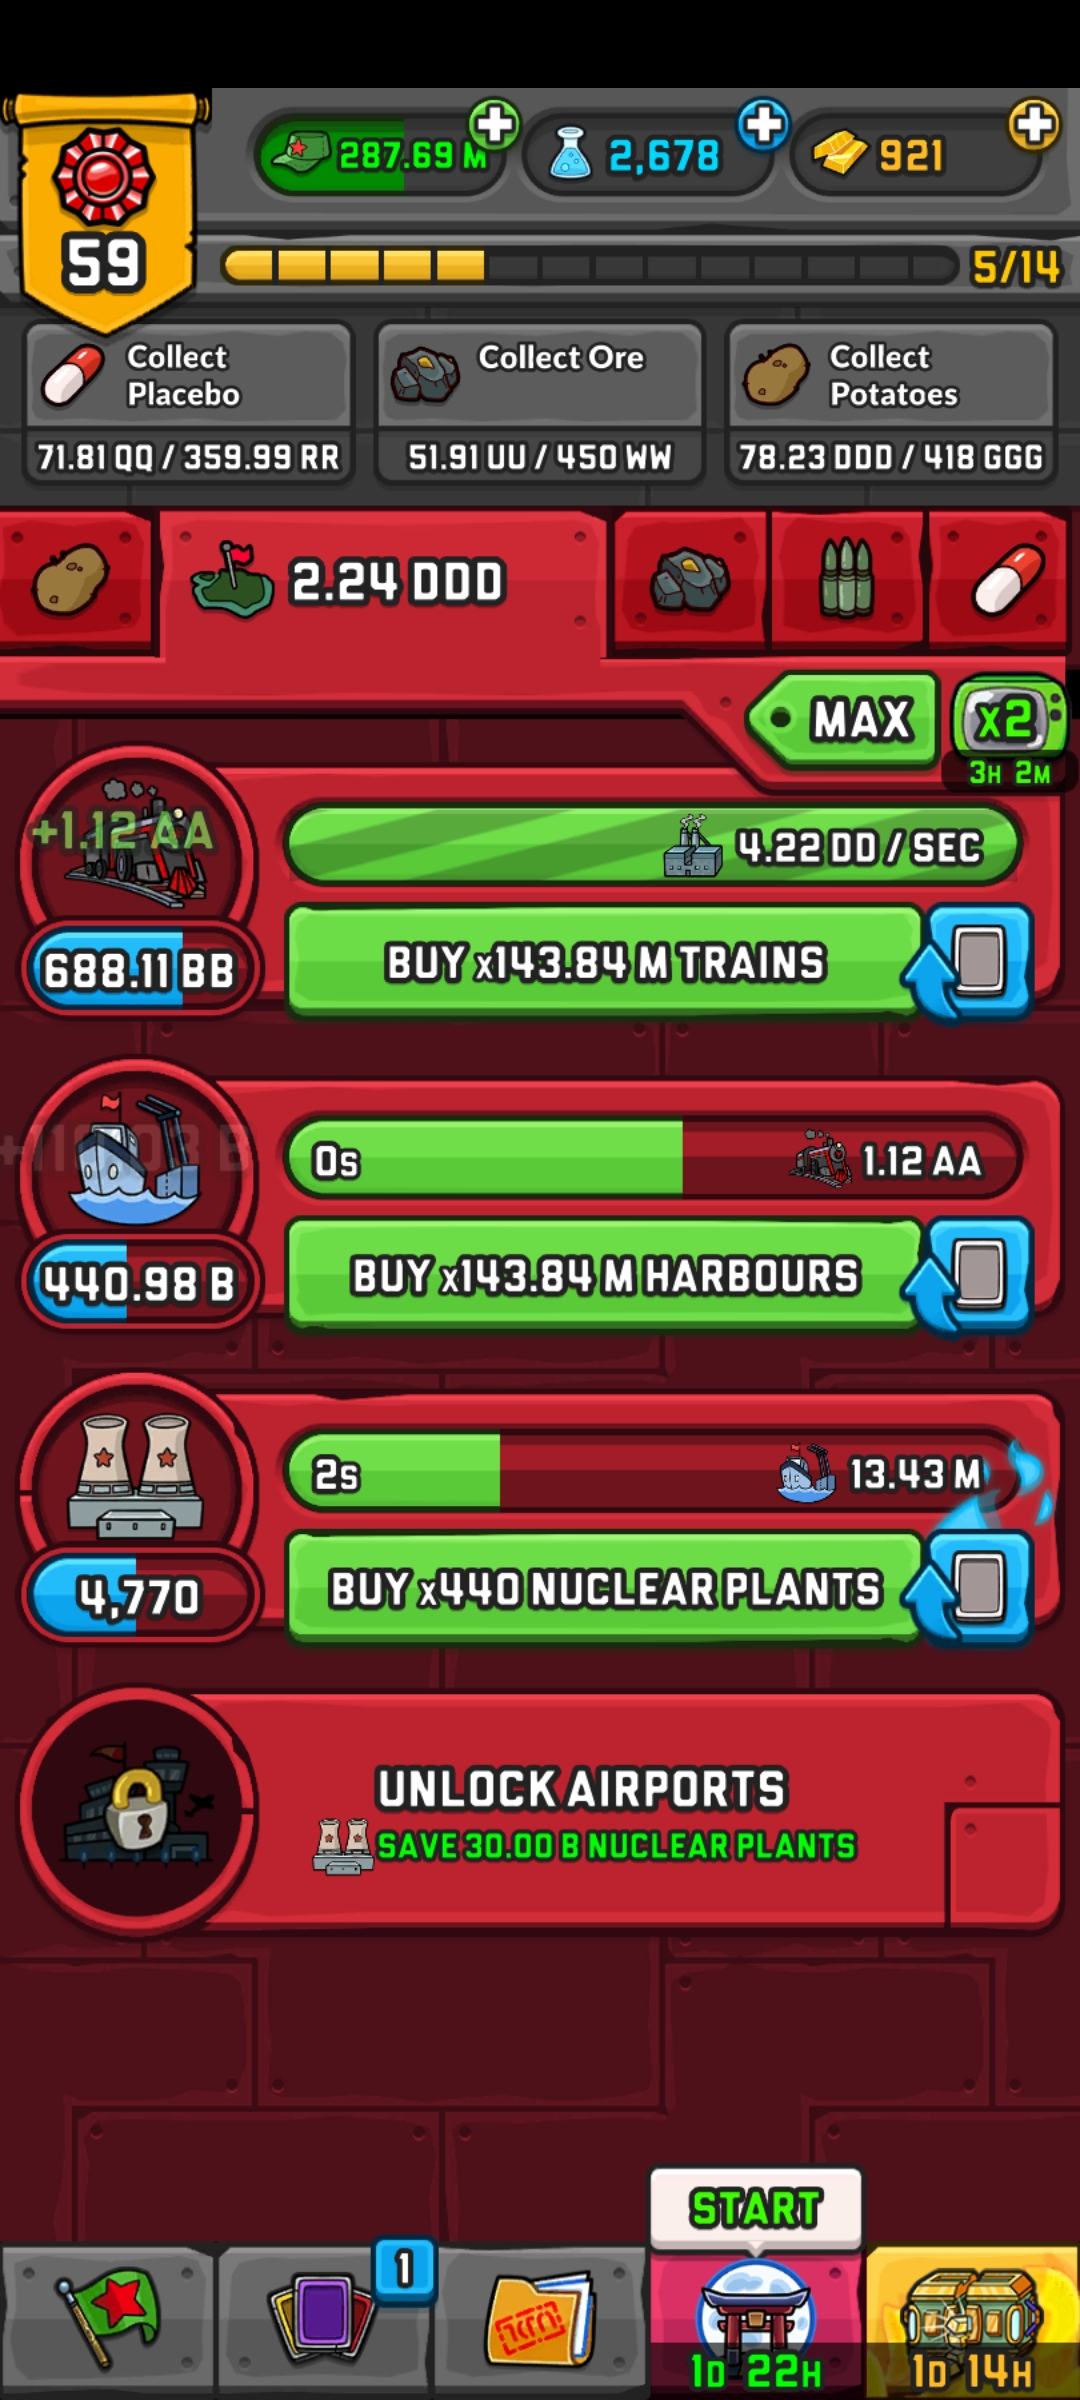 59
287.69 M
2,678
921
5/14
Collect Placebo
71.81 QQ / 359.99 RR
Collect Ore
51.91 UU / 450 WW
Collect Potatoes
78.23 DDD / 418 GGG
2.24 DDD
MAX
x2
3H 2M
+1.12 AA
4.22 DD / SEC
688.11 BB
BUY x143.84 M TRAINS
0s
1.12 AA
440.98 B
BUY x143.84 M HARBOURS
2s
13.43 M
4,770
BUY x440 NUCLEAR PLANTS
UNLOCK AIRPORTS
SAVE 30.00 B NUCLEAR PLANTS
START
1
1D 22H
1D 14H